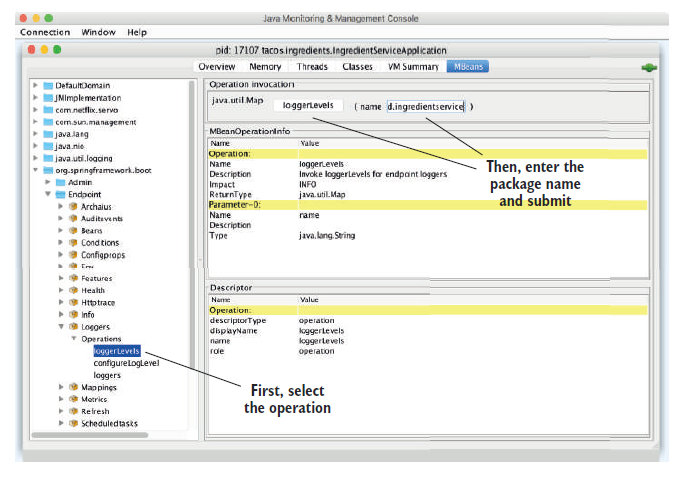 Java Monitoring & Management Console
Connection Window Help
pid: 17107 tacos.ingredients.IngredientServiceApplication
Overview Memory Threads Classes VM Summary MBeans
DefaultDomain
JMImplementation
com.netflix.servo
com.sun.management
java.lang
java.nio
java.util.logging
org.springframework.boot
Admin
Endpoint
Archaius
Auditevents
Beans
Conditions
Configprops
Env
Features
Health
Httptrace
Info
Loggers
Operations
loggerLevels
configureLogLevel
loggers
Mappings
Metrics
Refresh
Scheduledtasks
Operation invocation
java.util.Map loggerLevels ( name d.ingredientservice )
MBeanOperationInfo
Name Value
Operation:
Name loggerLevels
Description Invoke loggerLevels for endpoint loggers
Impact INFO
ReturnType java.util.Map
Parameter-0:
Name name
Description
Type java.lang.String
Descriptor
Name Value
Operation:
descriptorType operation
displayName loggerLevels
name loggerLevels
role operation
Then, enter the
package name
and submit
First, select
the operation